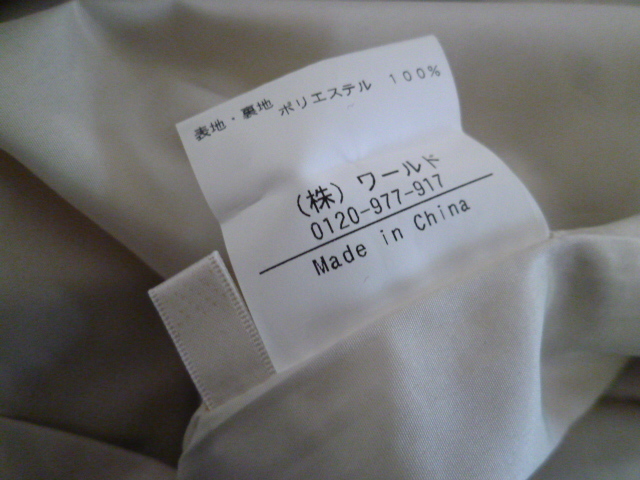 表地・裏地 ポリエステル 100%
(株) ワールド
0120-977-917
Made in China